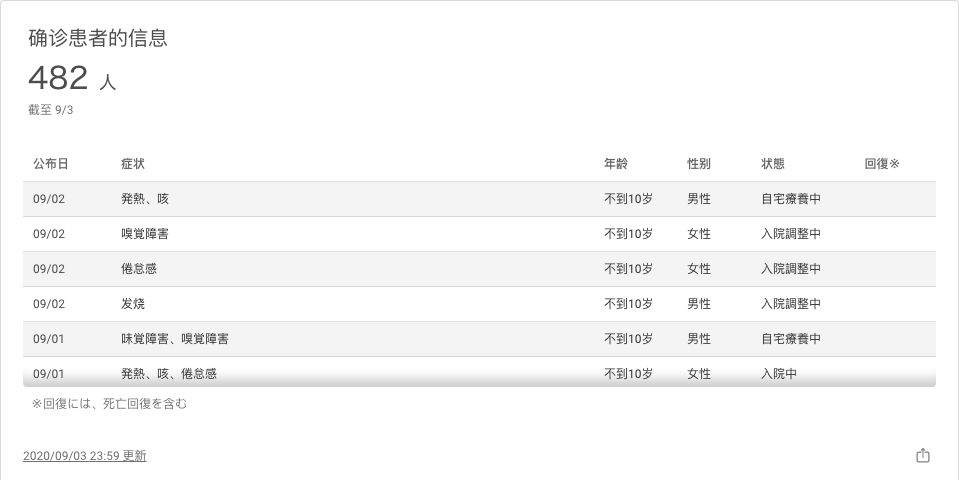 确诊患者的信息
482 人
截至 9/3
公布日 症状 年龄 性别 状態 回復※
09/02 発熱、咳 不到10岁 男性 自宅療養中
09/02 嗅覚障害 不到10岁 女性 入院調整中
09/02 倦怠感 不到10岁 女性 入院調整中
09/02 发烧 不到10岁 男性 入院調整中
09/01 味覚障害、嗅覚障害 不到10岁 男性 自宅療養中
09/01 発熱、咳、倦怠感 不到10岁 女性 入院中
※回復には、死亡回復を含む
2020/09/03 23:59 更新